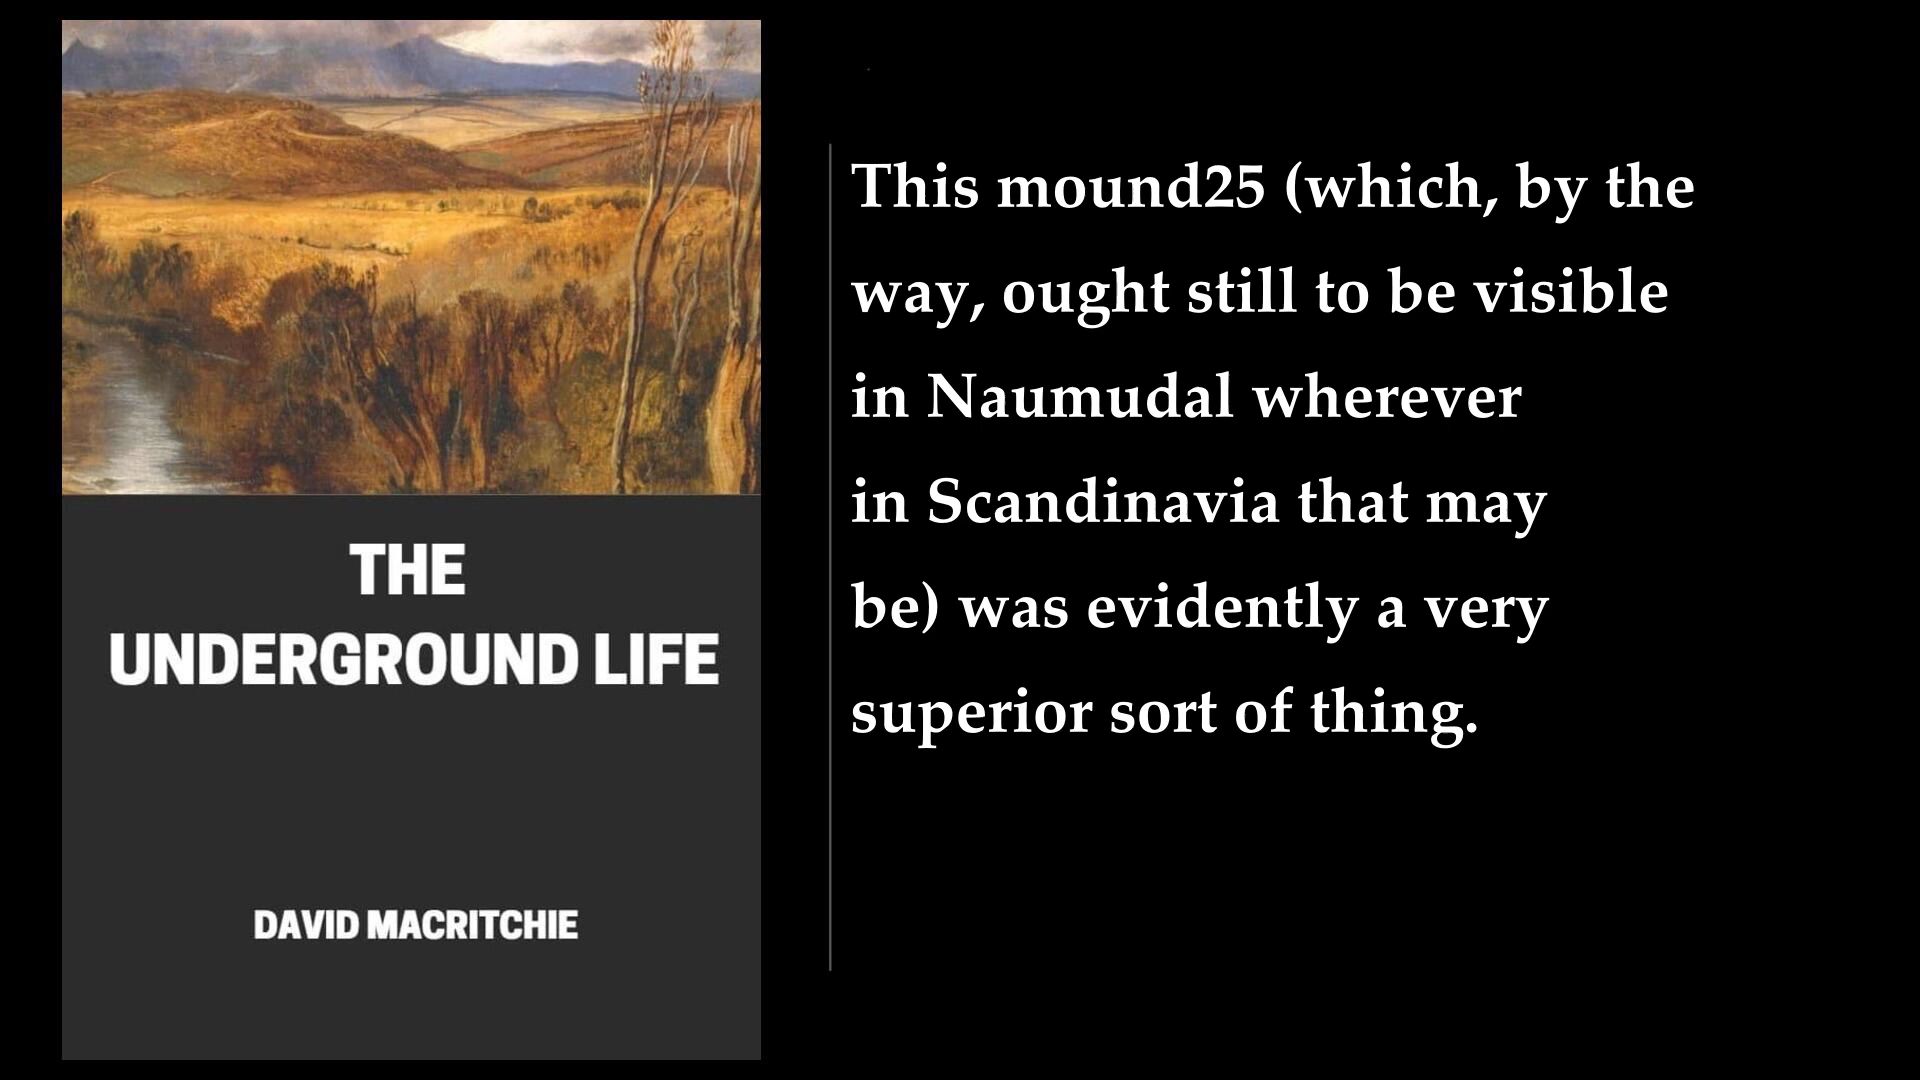 THE
UNDERGROUND LIFE
DAVID MACRITCHIE
This mound25 (which, by the
way, ought still to be visible
in Naumudal wherever
in Scandinavia that may
be) was evidently a very
superior sort of thing.